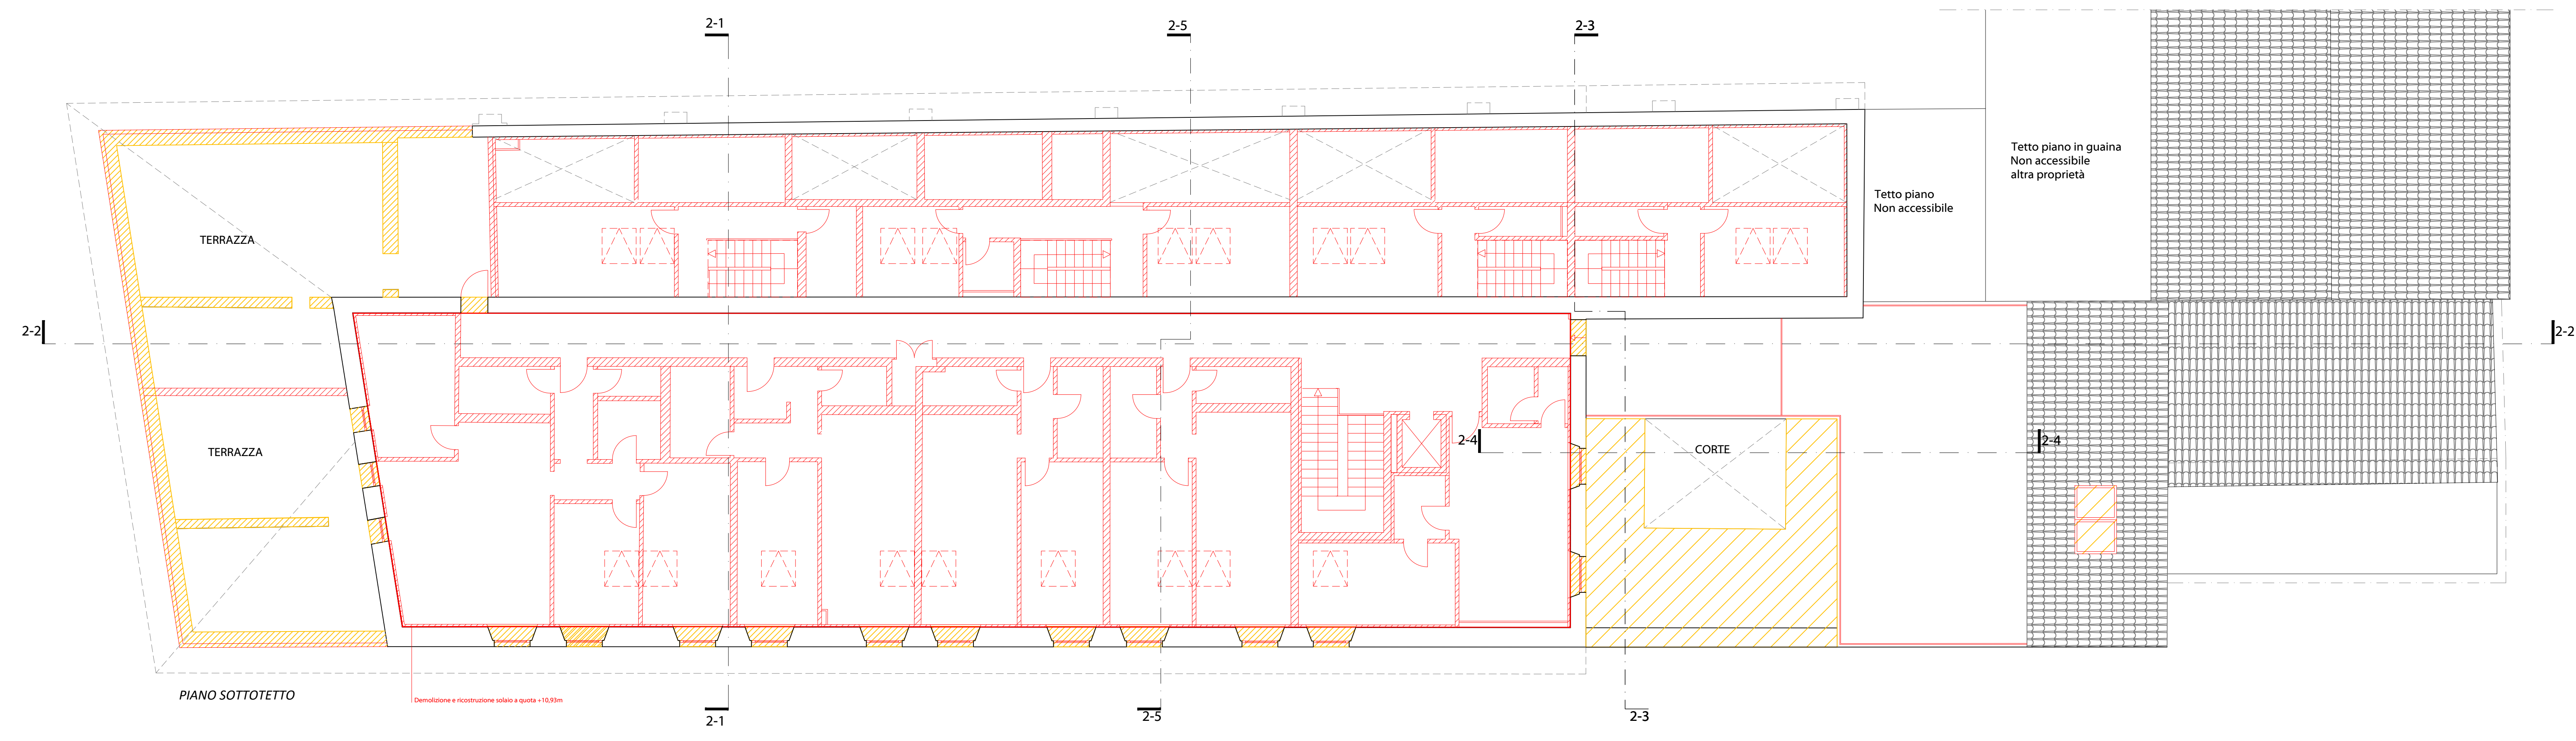 2-1
2-5
2-3
Tetto piano in guaina
Non accessibile
altra proprietà
Tetto piano
Non accessibile
TERRAZZA
2-2
2-2
TERRAZZA
2-4
2-4
CORTE
PIANO SOTTOTETTO
Demolizione e ricostruzione solaio a quota +10,93m
2-1
2-5
2-3